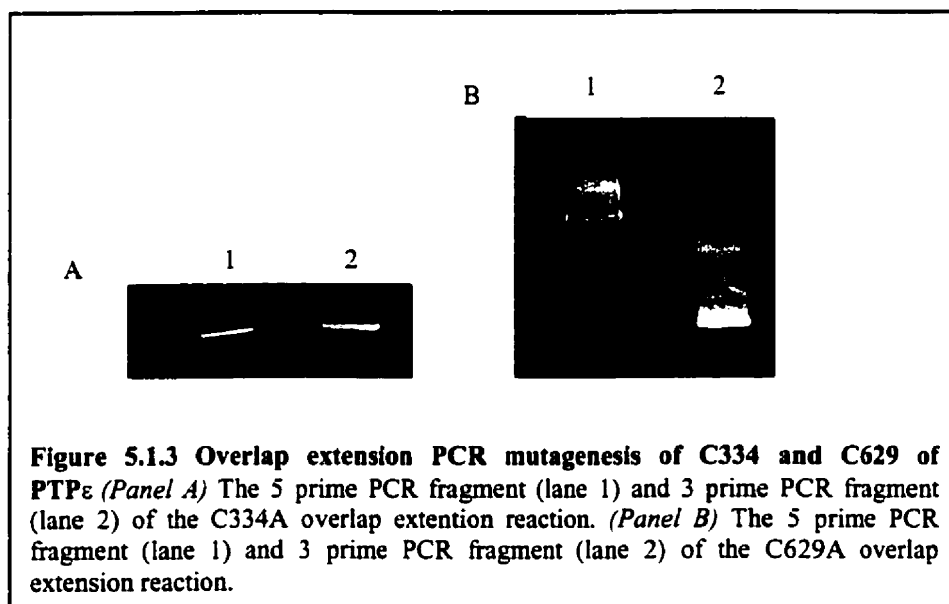 B 1 2
A 1 2
Figure 5.1.3 Overlap extension PCR mutagenesis of C334 and C629 of
PTPε (Panel A) The 5 prime PCR fragment (lane 1) and 3 prime PCR fragment
(lane 2) of the C334A overlap extention reaction. (Panel B) The 5 prime PCR
fragment (lane 1) and 3 prime PCR fragment (lane 2) of the C629A overlap
extension reaction.